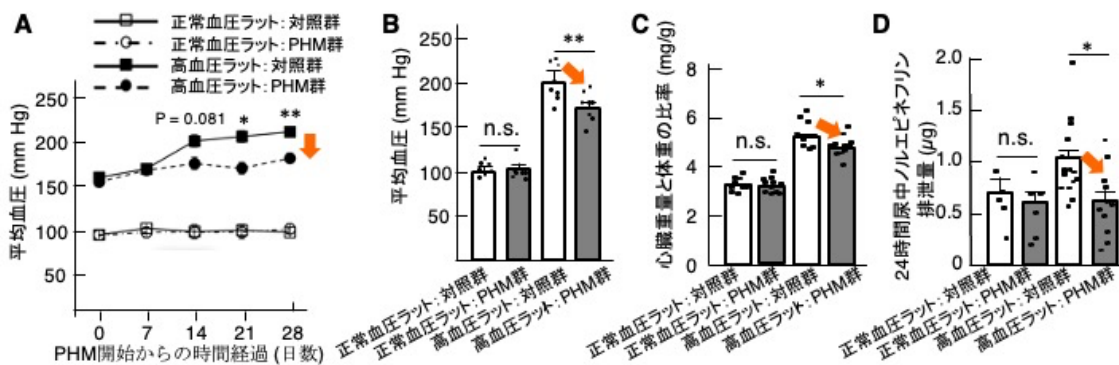 A
正常血圧ラット: 対照群
正常血圧ラット: PHM群
高血圧ラット: 対照群
高血圧ラット: PHM群
平均血圧 (mm Hg)
250
200
150
100
50
P = 0.081
*
**
0
7
14
21
28
PHM開始からの時間経過 (日数)
B
平均血圧 (mm Hg)
250
200
150
100
50
n.s.
**
正常血圧ラット: 対照群
正常血圧ラット: PHM群
高血圧ラット: 対照群
高血圧ラット: PHM群
C
心臓重量と体重の比率 (mg/g)
8
6
4
2
0
n.s.
*
正常血圧ラット: 対照群
正常血圧ラット: PHM群
高血圧ラット: 対照群
高血圧ラット: PHM群
D
24時間尿中ノルエピネフリン
排泄量 (μg)
2.0
1.5
1.0
0.5
0
n.s.
*
正常血圧ラット: 対照群
正常血圧ラット: PHM群
高血圧ラット: 対照群
高血圧ラット: PHM群